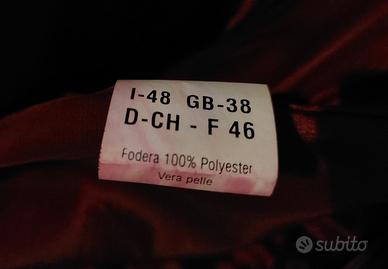 I-48 GB-38
D-CH - F 46
Fodera 100% Polyester
Vera pelle
subito